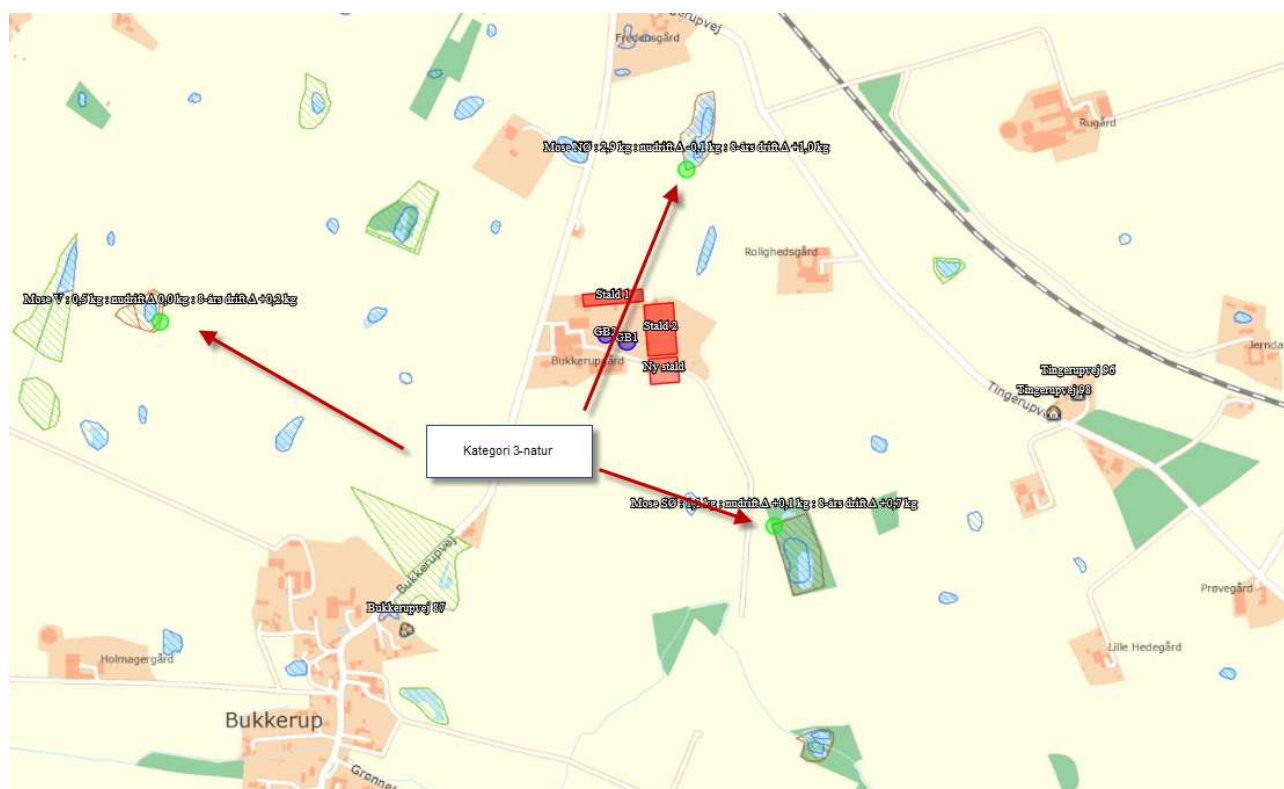 Fredensgård
Rugård
Mose NØ : 2,9 kg : nudrift Δ -0,1 kg : 8-års drift Δ +1,0 kg
Rolighedsgård
Stald 1
Mose V : 0,5 kg : nudrift Δ 0,0 kg : 8-års drift Δ +0,2 kg
Stald 2
GB1
Bukkerupgård
Ny stald
Jernda
Tingerupvej 96
Tingerupvej 98
Kategori 3-natur
Mose SØ : 1,1 kg : nudrift Δ +0,1 kg : 8-års drift Δ +0,7 kg
Bukkerupvej
Prøvegård
Bukkerupvej 87
Lille Hedegård
Holmagergård
Bukkerup